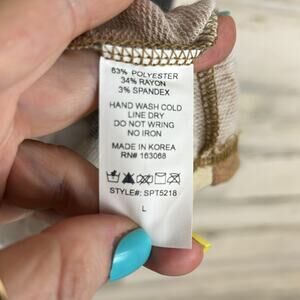 63% POLYESTER
34% RAYON
3% SPANDEX
HAND WASH COLD
LINE DRY
DO NOT WRING
NO IRON
MADE IN KOREA
RN# 163068
STYLE#: SPT5218
L